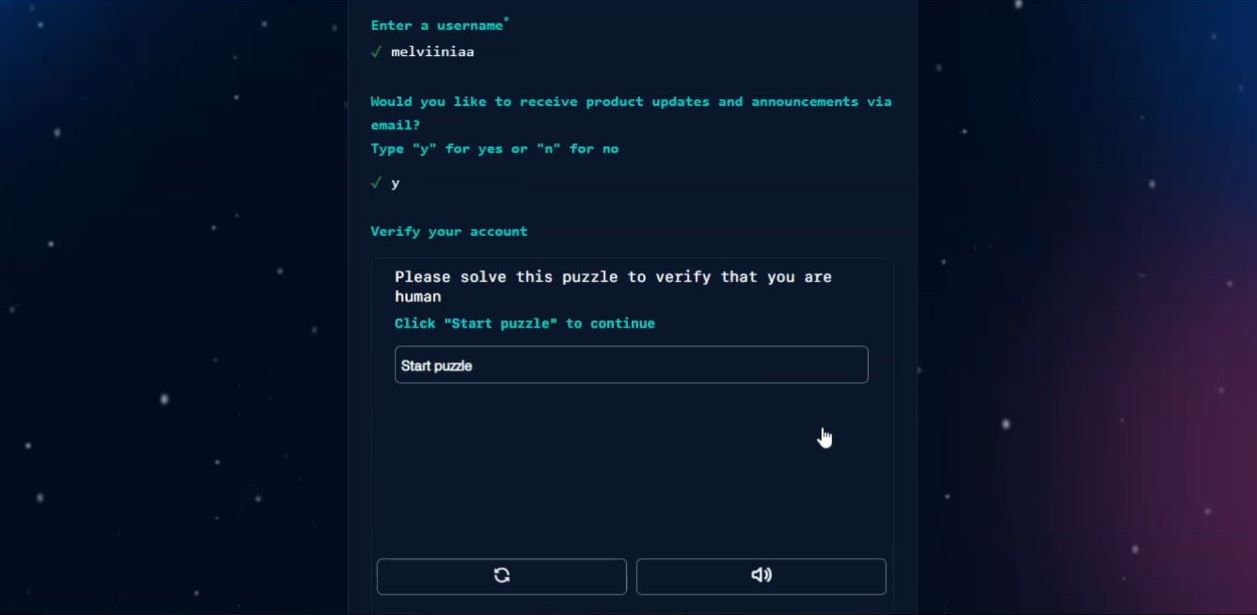 Enter a username*
✓ melviiniaa
Would you like to receive product updates and announcements via
email?
Type "y" for yes or "n" for no
✓ y
Verify your account
Please solve this puzzle to verify that you are
human
Click "Start puzzle" to continue
Start puzzle